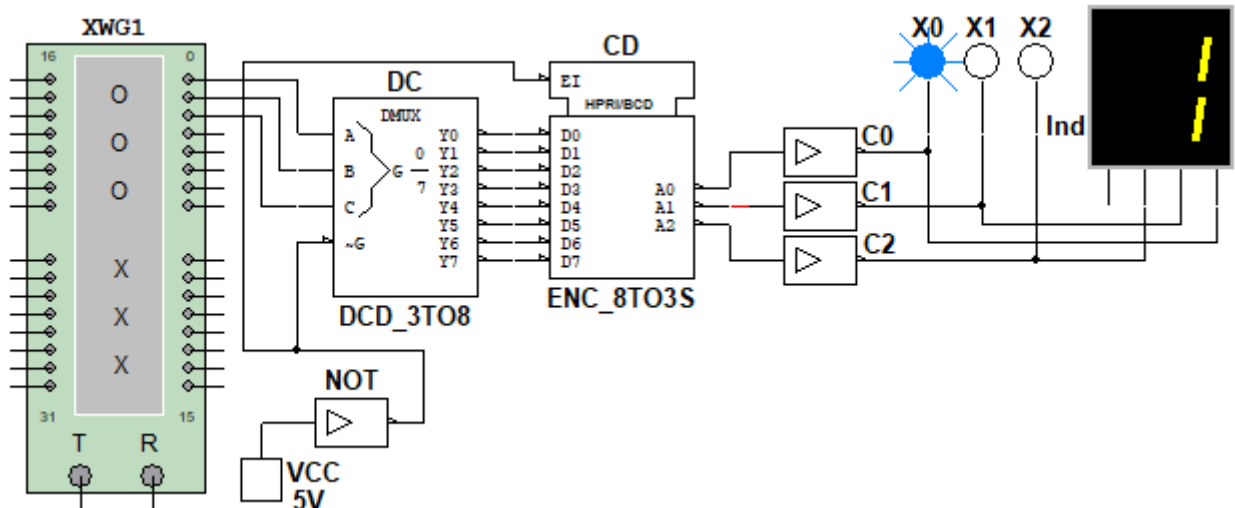 XWG1
16
0
O
O
O
X
X
X
31
15
T
R
DC
DMUX
A
B
C
~G
G
0
7
Y0
Y1
Y2
Y3
Y4
Y5
Y6
Y7
DCD_3TO8
NOT
VCC
5V
CD
EI
HPRI/BCD
D0
D1
D2
D3
D4
D5
D6
D7
A0
A1
A2
ENC_8TO3S
C0
C1
C2
X0 X1 X2
Ind
1